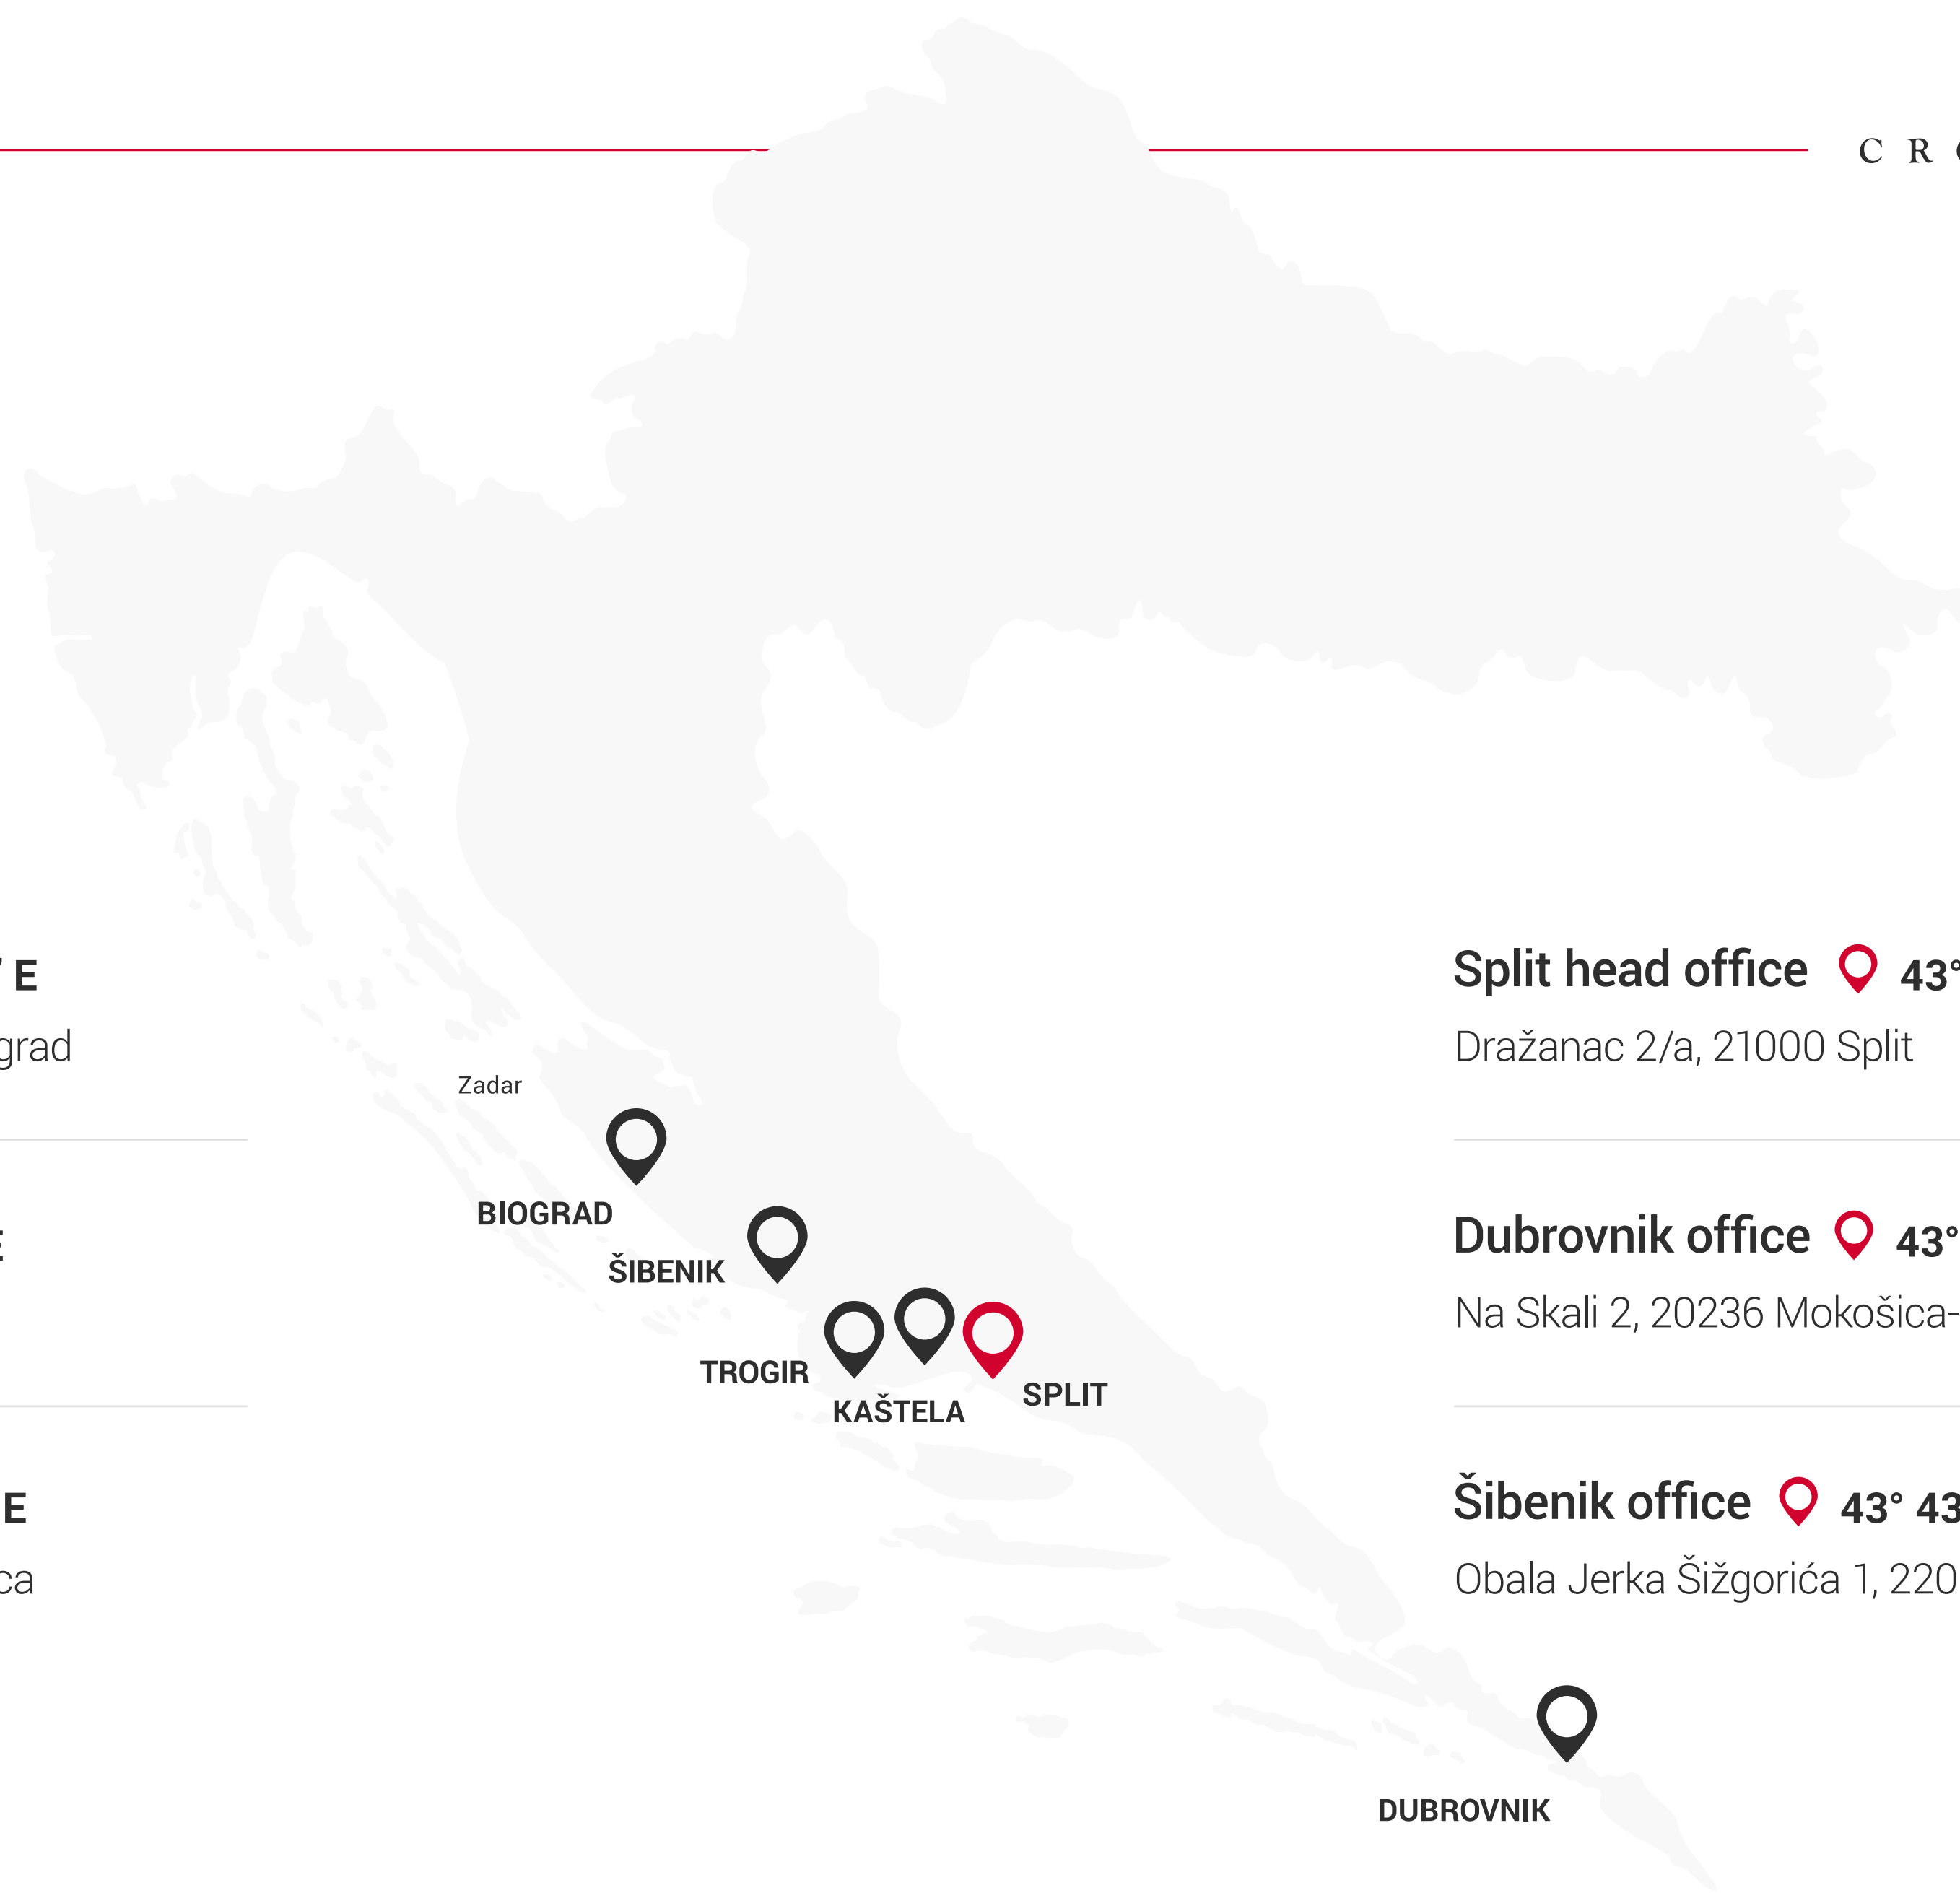 CR
E
grad
ca
Zadar
BIOGRAD
ŠIBENIK
TROGIR
KAŠTELA
SPLIT
DUBROVNIK
Split head office 43°
Dražanac 2/a, 21000 Split
Dubrovnik office 43°
Na Skali 2, 20236 Mokošica-
Šibenik office 43° 43
Obala Jerka Šižgorića 1, 220